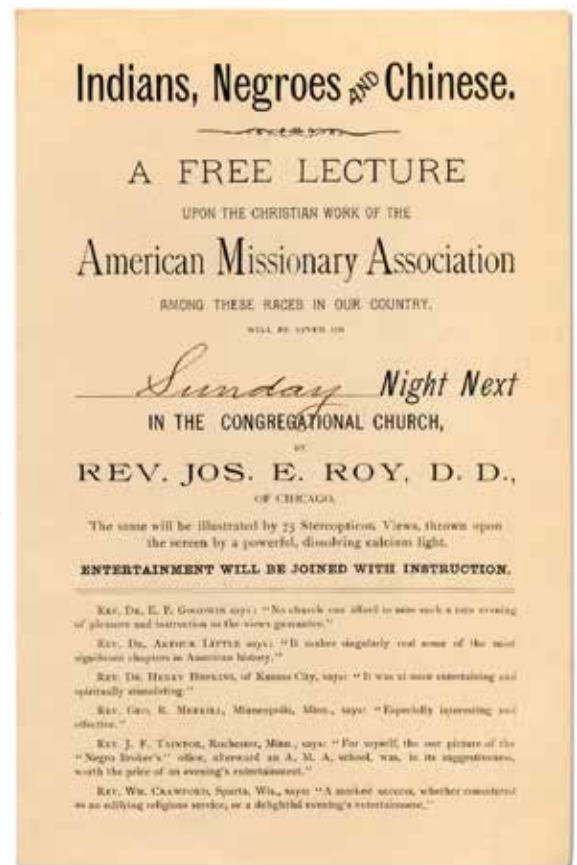 Indians, Negroes AND Chinese.
A FREE LECTURE
UPON THE CHRISTIAN WORK OF THE
American Missionary Association
AMONG THESE RACES IN OUR COUNTRY,
WILL BE GIVEN ON
Sunday Night Next
IN THE CONGREGATIONAL CHURCH,
BY
REV. JOS. E. ROY, D. D.,
OF CHICAGO.
The same will be illustrated by 75 Stereopticon Views, thrown upon
the screen by a powerful, dissolving calcium light.
ENTERTAINMENT WILL BE JOINED WITH INSTRUCTION.
REV. DR. E. P. GOODWIN says: "No church can afford to miss such a rare evening
of pleasure and instruction as the views guarantee."
REV. DR. ARTHUR LITTLE says: "It makes singularly real some of the most
significant chapters in American history."
REV. DR. HENRY HOPKINS, of Kansas City, says: "It was at once entertaining and
spiritually stimulating."
REV. GEO. R. MERRILL, Minneapolis, Minn., says: "Especially interesting and
effective."
REV. J. F. TAINTOR, Rochester, Minn., says: "For myself, the one picture of the
"Negro Broker's" office, afterward an A. M. A. school, was, in its suggestiveness,
worth the price of an evening's entertainment."
REV. WM. CRAWFORD, Sparta, Wis., says: "A marked success, whether considered
as an edifying religious service, or a delightful evening's entertainment."